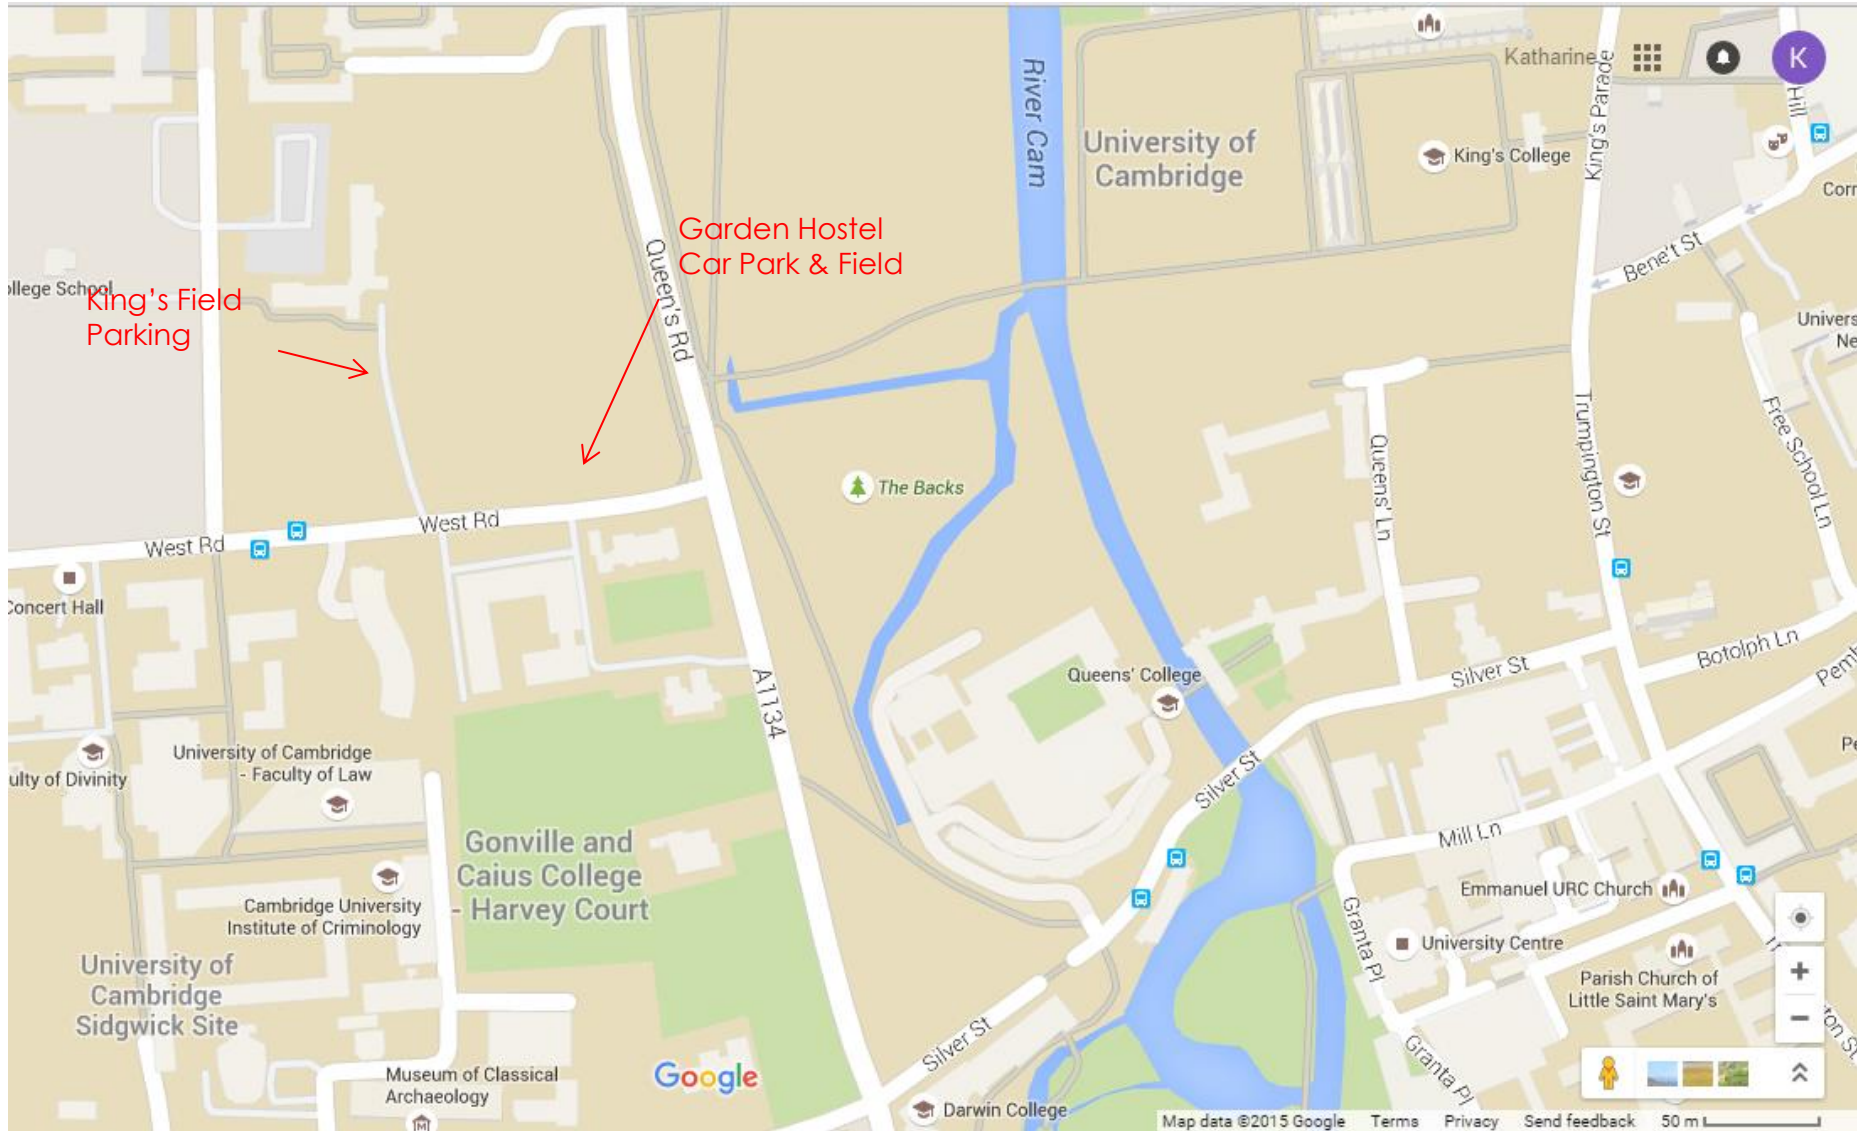 Katharine
K
Hill
King's Parade
River Cam
University of
Cambridge
King's College
Corr
Bene't St
Garden Hostel
Car Park & Field
Queen's Rd
ollege School
King's Field
Parking
Univers
Ne
Trumpington St
Free School Ln
Queens' Ln
The Backs
West Rd
West Rd
Concert Hall
Botolph Ln
Silver St
Pemb
Queens' College
A1134
University of Cambridge
- Faculty of Law
ulty of Divinity
Pe
Silver St
Mill Ln
Gonville and
Caius College
- Harvey Court
Emmanuel URC Church
Cambridge University
Institute of Criminology
Granta Pl
University Centre
University of
Cambridge
Sidgwick Site
Parish Church of
Little Saint Mary's
ton St
Silver St
Granta Pl
Museum of Classical
Archaeology
Google
Darwin College
Map data ©2015 Google Terms Privacy Send feedback 50 m